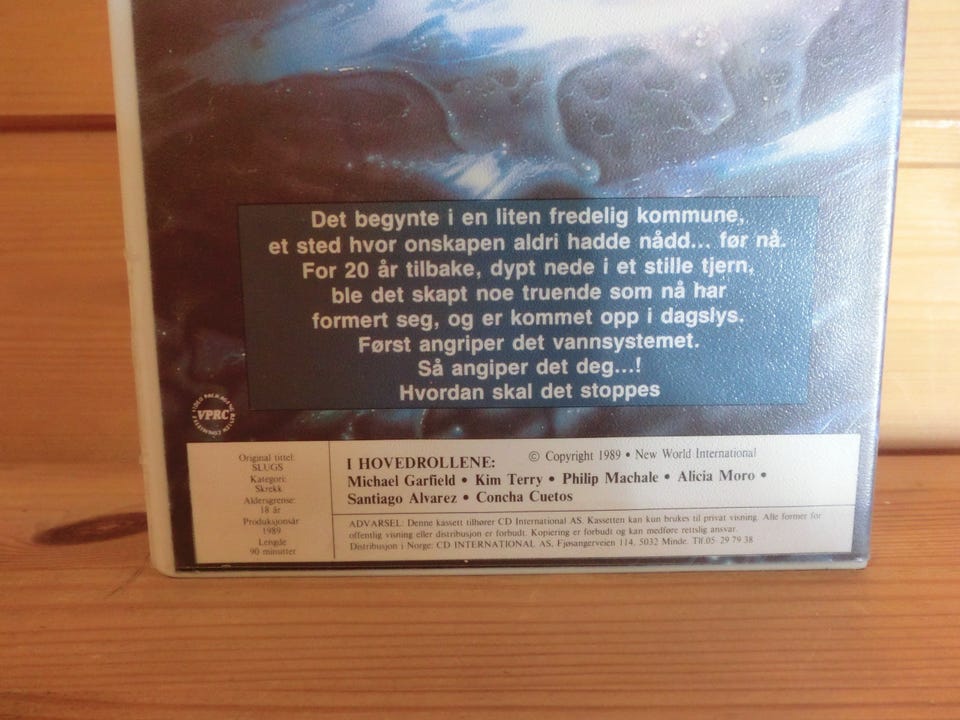 Det begynte i en liten fredelig kommune,
et sted hvor onskapen aldri hadde nådd... før nå.
For 20 år tilbake, dypt nede i et stille tjern,
ble det skapt noe truende som nå har
formert seg, og er kommet opp i dagslys.
Først angriper det vannsystemet.
Så angiper det deg...!
Hvordan skal det stoppes
VPRC
Original tittel:
SLUGS
Kategori:
Skrekk
Aldersgrense:
18 år
Produksjonsår
1989
Lengde
90 minutter
I HOVEDROLLENE: © Copyright 1989 • New World International
Michael Garfield • Kim Terry • Philip Machale • Alicia Moro •
Santiago Alvarez • Concha Cuetos
ADVARSEL: Denne kassett tilhører CD International AS. Kassetten kan kun brukes til privat visning. Alle former for
offentlig visning eller distribusjon er forbudt. Kopiering er forbudt og kan medføre rettslig ansvar.
Distribusjon i Norge: CD INTERNATIONAL AS, Fjøsangerveien 114, 5032 Minde. Tlf.05- 29 79 38